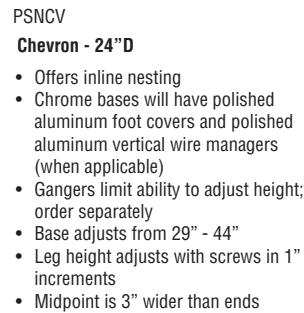 PSNCV
Chevron - 24”D
• Offers inline nesting
• Chrome bases will have polished
aluminum foot covers and polished
aluminum vertical wire managers
(when applicable)
• Gangers limit ability to adjust height;
order separately
• Base adjusts from 29” - 44”
• Leg height adjusts with screws in 1”
increments
• Midpoint is 3” wider than ends